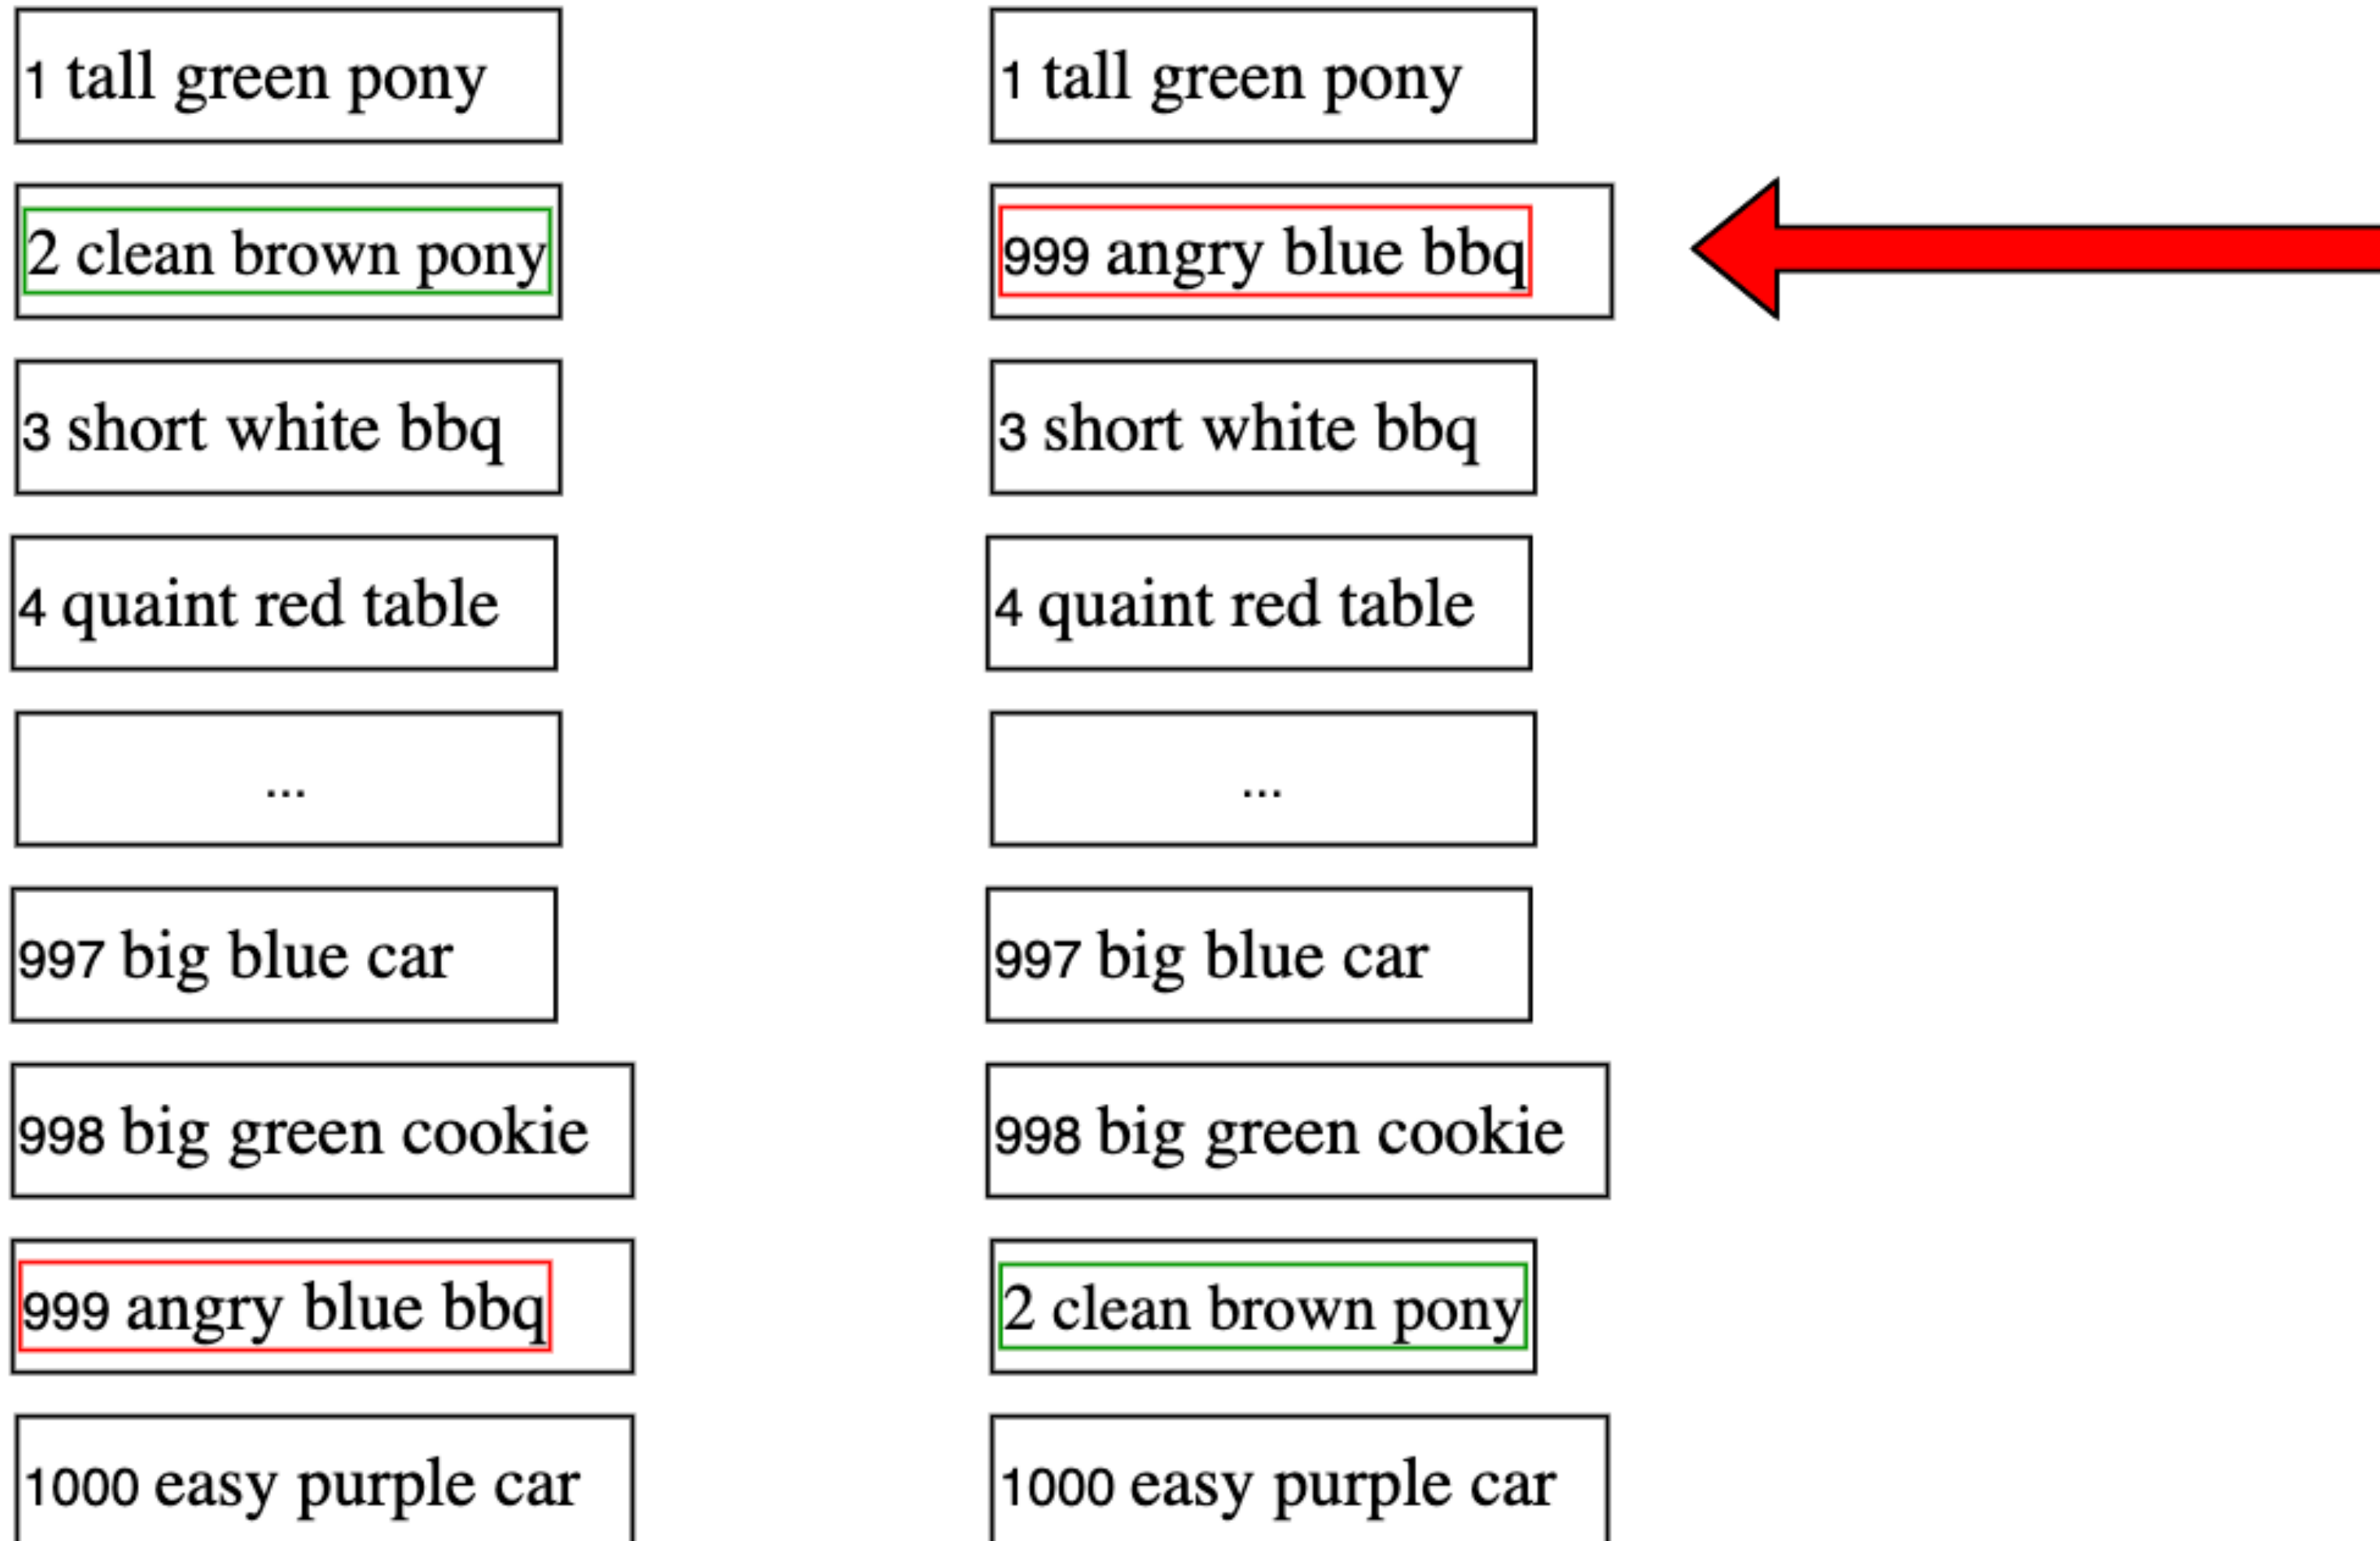 1 tall green pony
2 clean brown pony
3 short white bbq
4 quaint red table
...
997 big blue car
998 big green cookie
999 angry blue bbq
1000 easy purple car
1 tall green pony
999 angry blue bbq
3 short white bbq
4 quaint red table
...
997 big blue car
998 big green cookie
2 clean brown pony
1000 easy purple car